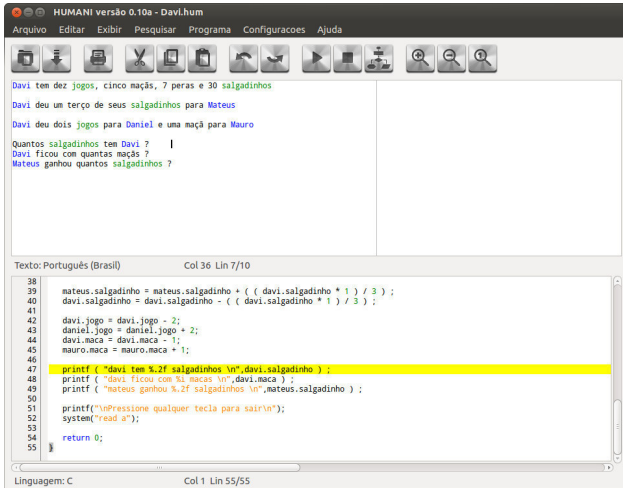 HUMANI versão 0.10a - Davi.hum
Arquivo Editar Exibir Pesquisar Programa Configuracoes Ajuda
Davi tem dez jogos, cinco maçãs, 7 peras e 30 salgadinhos
Davi deu um terço de seus salgadinhos para Mateus
Davi deu dois jogos para Daniel e uma maçã para Mauro
Quantos salgadinhos tem Davi ?
Davi ficou com quantas maçãs ?
Mateus ganhou quantos salgadinhos ?
Texto: Português (Brasil) Col 36 Lin 7/10
38
39 mateus.salgadinho = mateus.salgadinho + ( ( davi.salgadinho * 1 ) / 3 ) ;
40 davi.salgadinho = davi.salgadinho - ( ( davi.salgadinho * 1 ) / 3 ) ;
41
42 davi.jogo = davi.jogo - 2;
43 daniel.jogo = daniel.jogo + 2;
44 davi.maca = davi.maca - 1;
45 mauro.maca = mauro.maca + 1;
46
47 printf ( "davi tem %.2f salgadinhos \n",davi.salgadinho ) ;
48 printf ( "davi ficou com %i macas \n",davi.maca ) ;
49 printf ( "mateus ganhou %.2f salgadinhos \n",mateus.salgadinho ) ;
50
51 printf("\nPressione qualquer tecla para sair\n");
52 system("read a");
53
54 return 0;
55 }
Linguagem: C Col 1 Lin 55/55